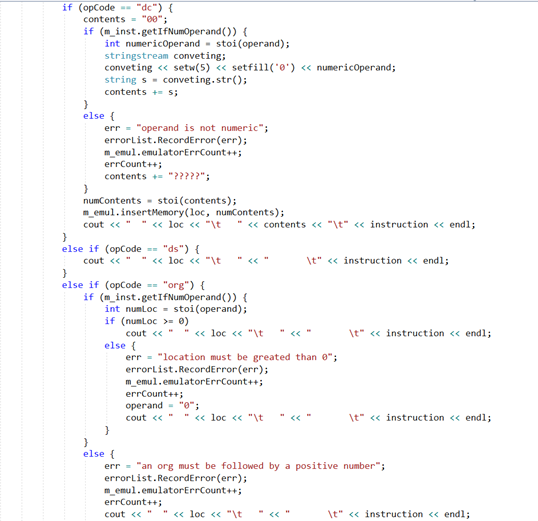 if (opCode == "dc") {
contents = "00";
if (m_inst.getIfNumOperand()) {
int numericOperand = stoi(operand);
stringstream conveting;
conveting << setw(5) << setfill('0') << numericOperand;
string s = conveting.str();
contents += s;
}
else {
err = "operand is not numeric";
errorList.RecordError(err);
m_emul.emulatorErrCount++;
errCount++;
contents += "?????";
}
numContents = stoi(contents);
m_emul.insertMemory(loc, numContents);
cout << "  " << loc << "\t   " << contents << "\t" << instruction << endl;
}
else if (opCode == "ds") {
cout << "  " << loc << "\t   " << "       \t" << instruction << endl;
}
else if (opCode == "org") {
if (m_inst.getIfNumOperand()) {
int numLoc = stoi(operand);
if (numLoc >= 0)
cout << "  " << loc << "\t   " << "       \t" << instruction << endl;
else {
err = "location must be greated than 0";
errorList.RecordError(err);
m_emul.emulatorErrCount++;
errCount++;
operand = "0";
cout << "  " << loc << "\t   " << "       \t" << instruction << endl;
}
}
else {
err = "an org must be followed by a positive number";
errorList.RecordError(err);
m_emul.emulatorErrCount++;
errCount++;
cout << "  " << loc << "\t   " << "       \t" << instruction << endl;